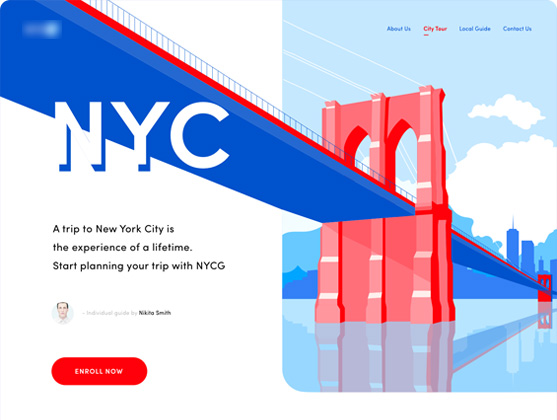 About Us
City Tour
Local Guide
Contact Us
NYC
A trip to New York City is
the experience of a lifetime.
Start planning your trip with NYCG
- Individual guide by Nikita Smith
ENROLL NOW